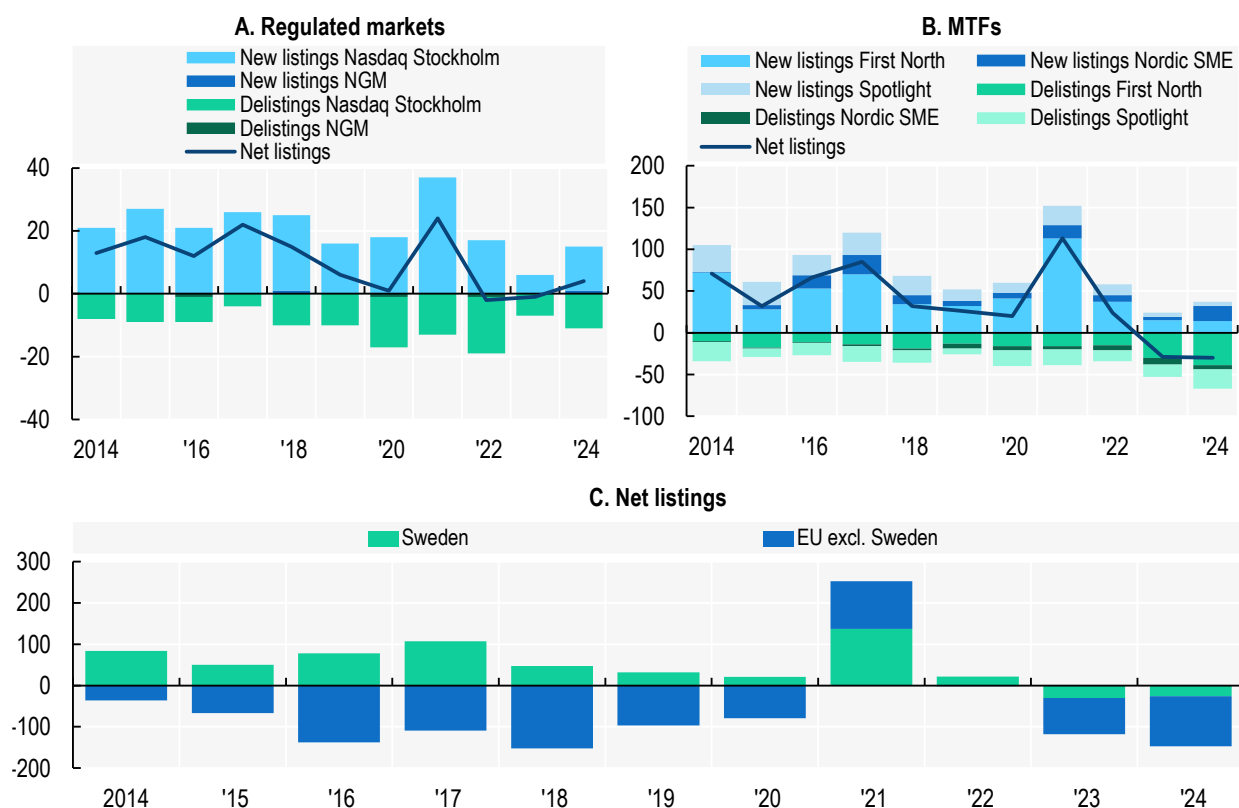 A. Regulated markets
New listings Nasdaq Stockholm
New listings NGM
Delistings Nasdaq Stockholm
Delistings NGM
Net listings
40
20
0
-20
-40
2014 '16 '18 '20 '22 '24
B. MTFs
New listings First North New listings Nordic SME
New listings Spotlight Delistings First North
Delistings Nordic SME Delistings Spotlight
Net listings
200
150
100
50
0
-50
-100
2014 '16 '18 '20 '22 '24
C. Net listings
Sweden EU excl. Sweden
300
200
100
0
-100
-200
2014 '15 '16 '17 '18 '19 '20 '21 '22 '23 '24